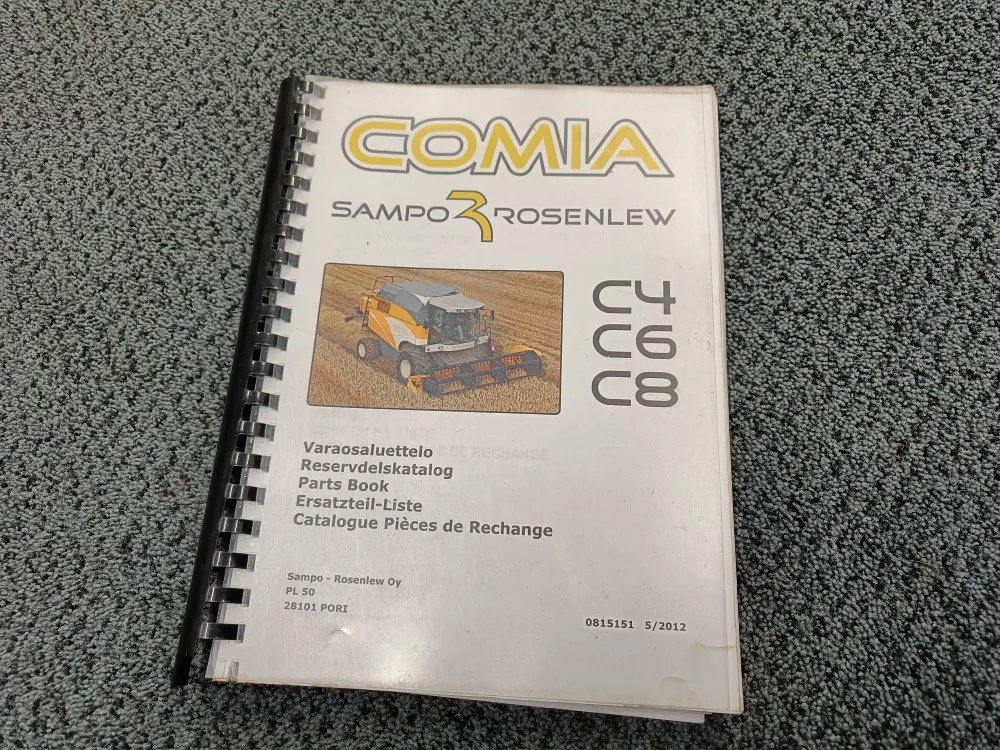 COMIA
SAMPO ROSENLEW
C4
C6
C8
Varaosaluettelo
Reservdelskatalog
Parts Book
Ersatzteil-Liste
Catalogue Pièces de Rechange
Sampo - Rosenlew Oy
PL 50
28101 PORI
0815151 5/2012